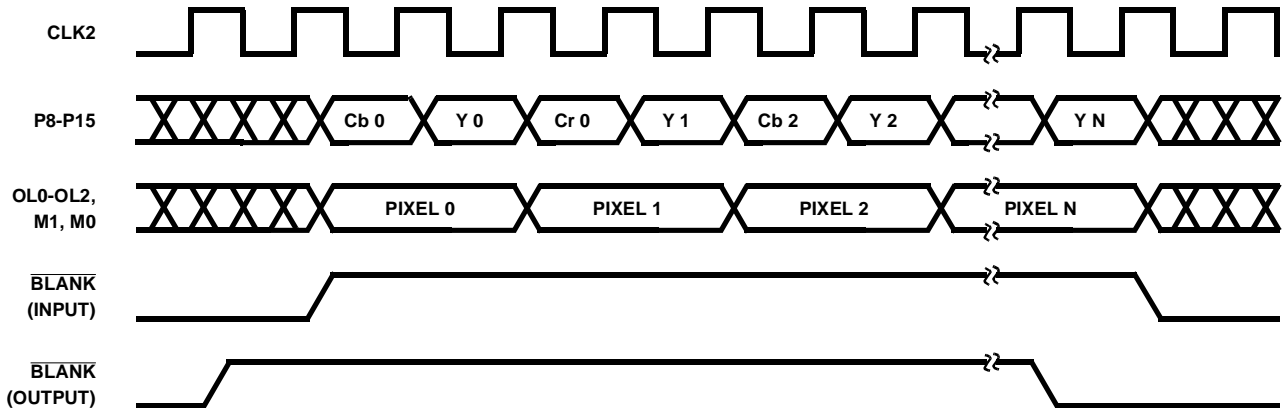 CLK2
P8-P15
Cb 0 Y 0 Cr 0 Y 1 Cb 2 Y 2 Y N
OL0-OL2,
M1, M0
PIXEL 0 PIXEL 1 PIXEL 2 PIXEL N
BLANK
(INPUT)
BLANK
(OUTPUT)